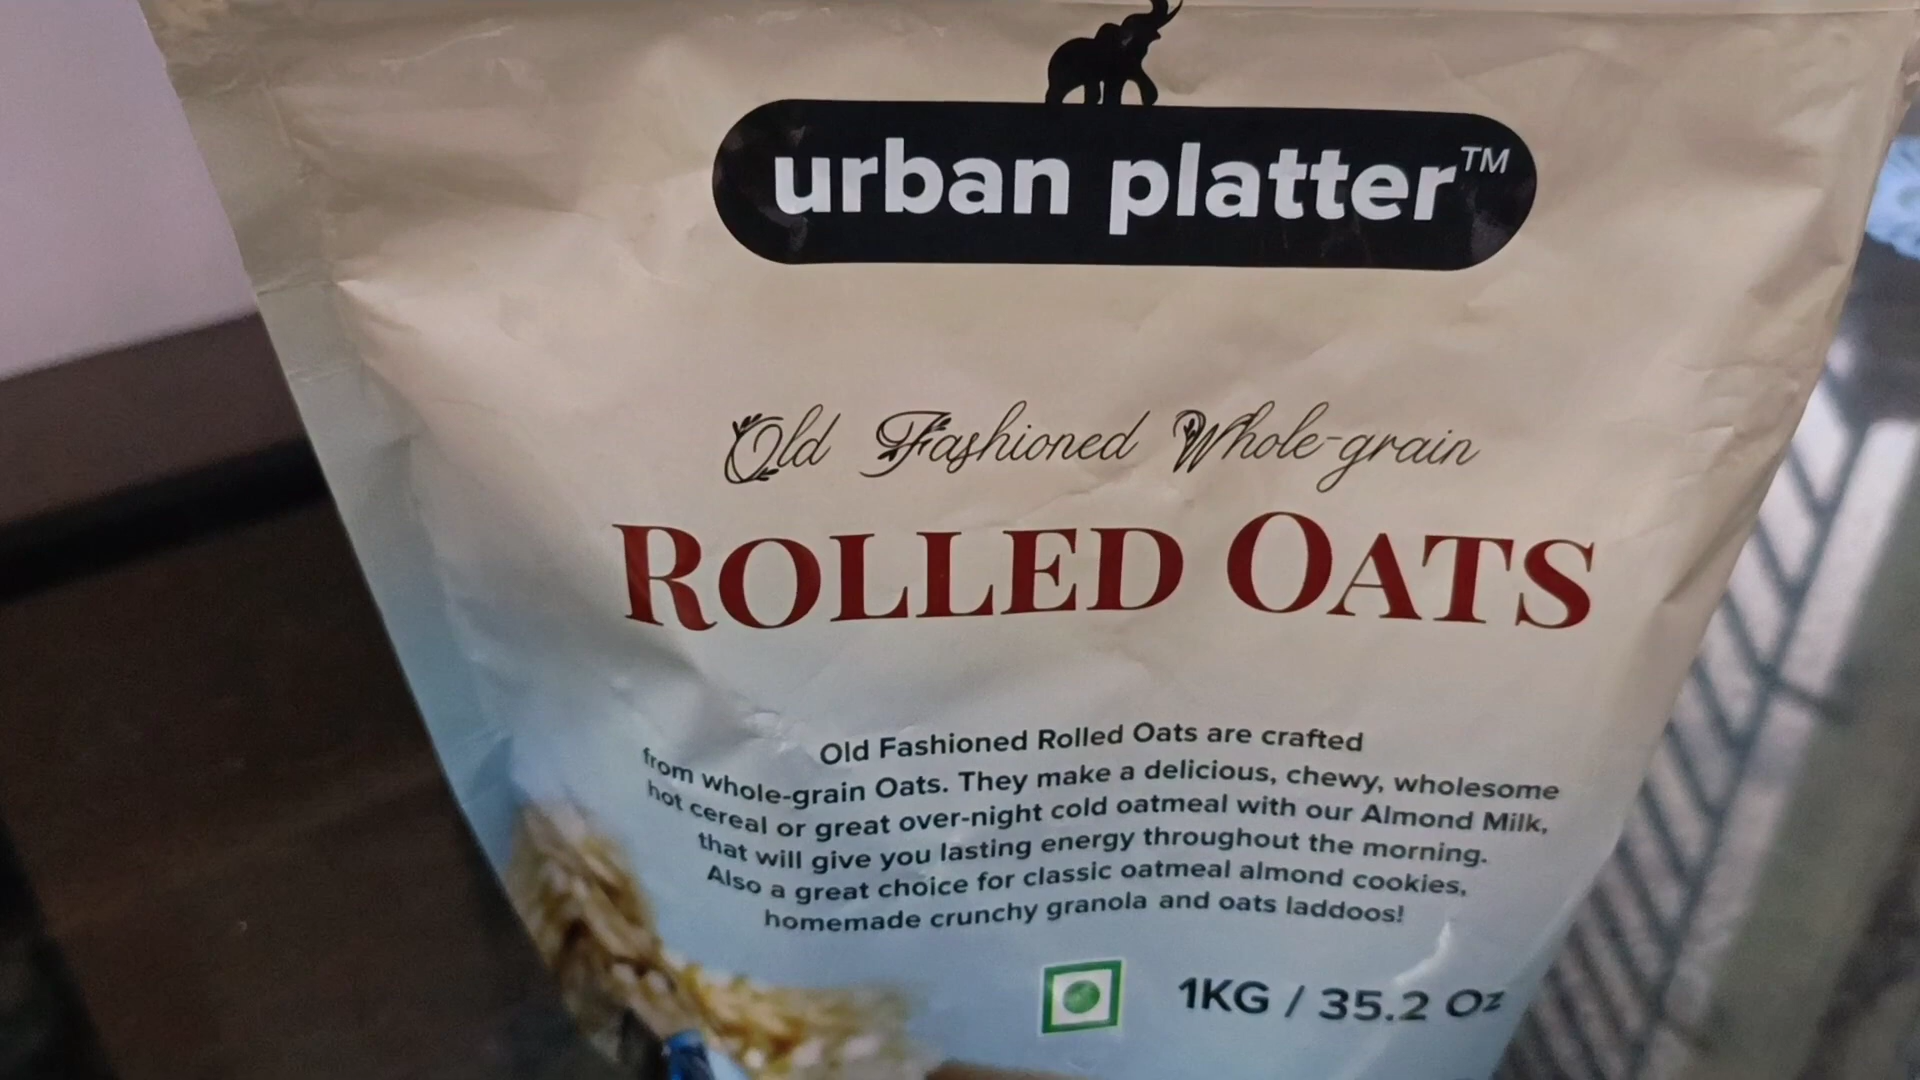 urban platter™
Old Fashioned Whole-grain
ROLLED OATS
Old Fashioned Rolled Oats are crafted
from whole-grain Oats. They make a delicious, chewy, wholesome
hot cereal or great over-night cold oatmeal with our Almond Milk,
that will give you lasting energy throughout the morning.
Also a great choice for classic oatmeal almond cookies,
homemade crunchy granola and oats laddoos!
1KG / 35.2 Oz